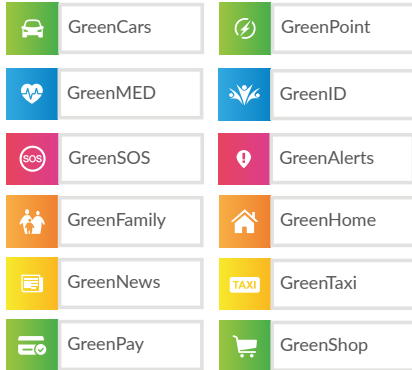 GreenCars
GreenPoint
GreenMED
GreenID
SOS
GreenSOS
GreenAlerts
GreenFamily
GreenHome
GreenNews
TAXI
GreenTaxi
GreenPay
GreenShop